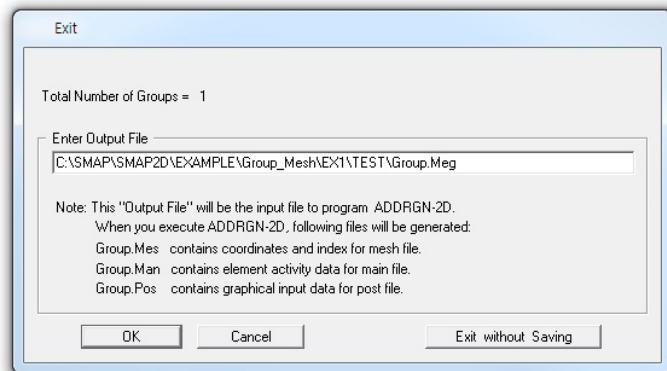 Exit
Total Number of Groups = 1
Enter Output File
C:\SMAP\SMAP2D\EXAMPLE\Group_Mesh\EX1\TEST\Group.Meg
Note: This "Output File" will be the input file to program ADDRGN-2D.
When you execute ADDRGN-2D, following files will be generated:
Group.Mes contains coordinates and index for mesh file.
Group.Man contains element activity data for main file.
Group.Pos contains graphical input data for post file.
OK Cancel Exit without Saving